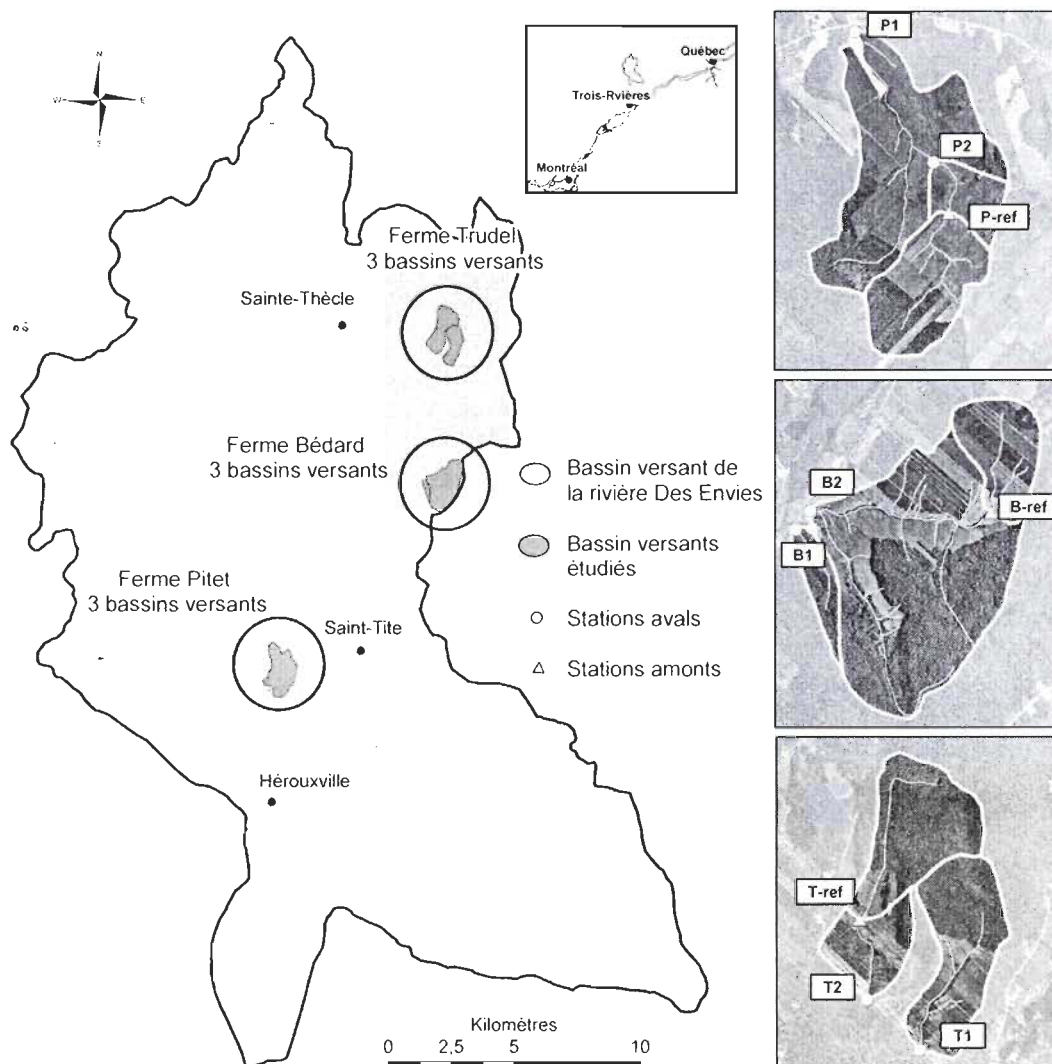 N
W
E
S
Québec
Trois-Rvières
Montréal
Ferme Trudel
3 bassins versants
Sainte-Thècle
Ferme Bédard
3 bassins versants
Ferme Pitet
3 bassins versants
Saint-Tite
Hérouxville
Bassin versant de
la rivière Des Envies
Bassin versants
étudiés
Stations avals
Stations amonts
Kilomètres
0 2,5 5 10
P1
P2
P-ref
B2
B-ref
B1
T-ref
T2
T1